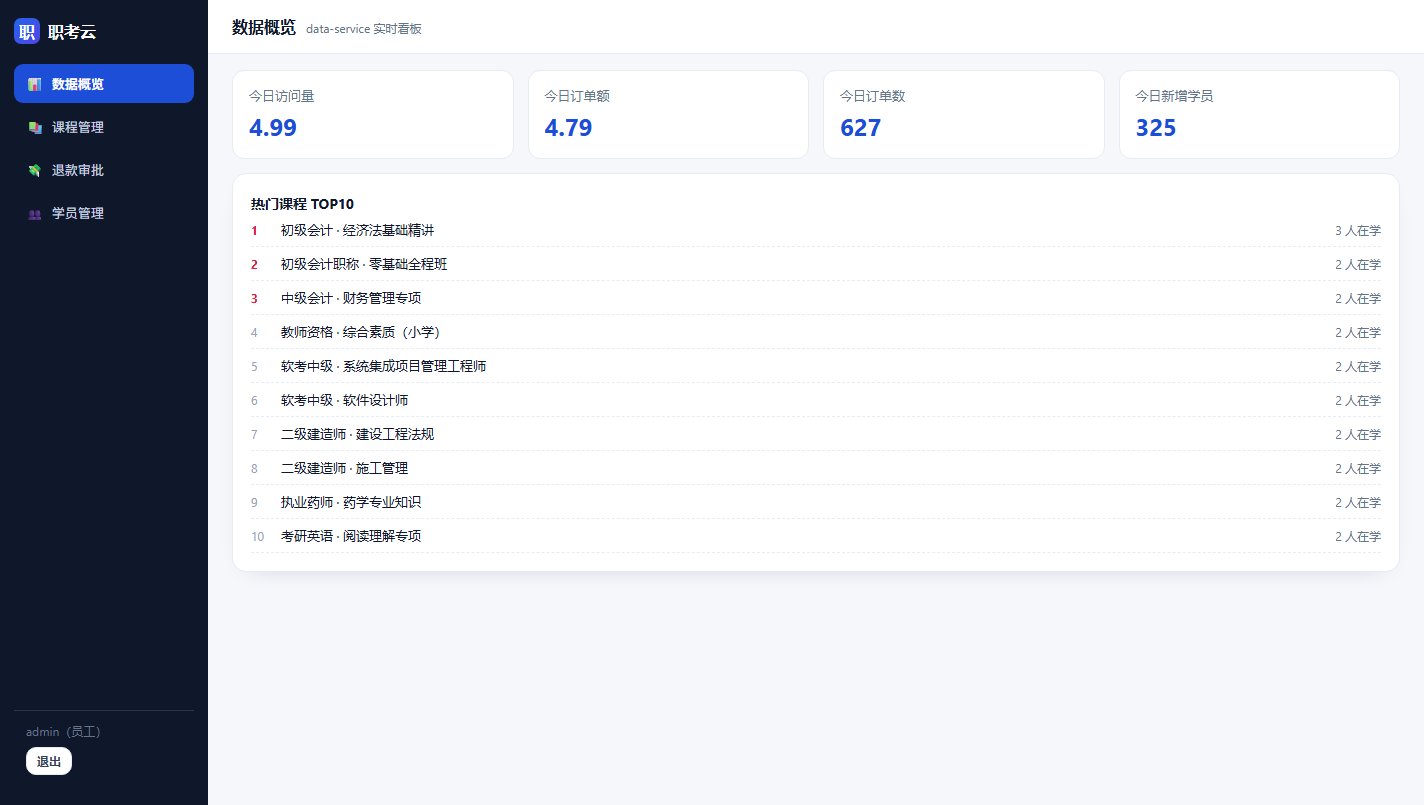 职 职考云
数据概览
课程管理
退款审批
学员管理
admin（员工）
退出
数据概览 data-service 实时看板
今日访问量
4.99
今日订单额
4.79
今日订单数
627
今日新增学员
325
热门课程 TOP10
1 初级会计 · 经济法基础精讲 3 人在学
2 初级会计职称 · 零基础全程班 2 人在学
3 中级会计 · 财务管理专项 2 人在学
4 教师资格 · 综合素质（小学） 2 人在学
5 软考中级 · 系统集成项目管理工程师 2 人在学
6 软考中级 · 软件设计师 2 人在学
7 二级建造师 · 建设工程法规 2 人在学
8 二级建造师 · 施工管理 2 人在学
9 执业药师 · 药学专业知识 2 人在学
10 考研英语 · 阅读理解专项 2 人在学